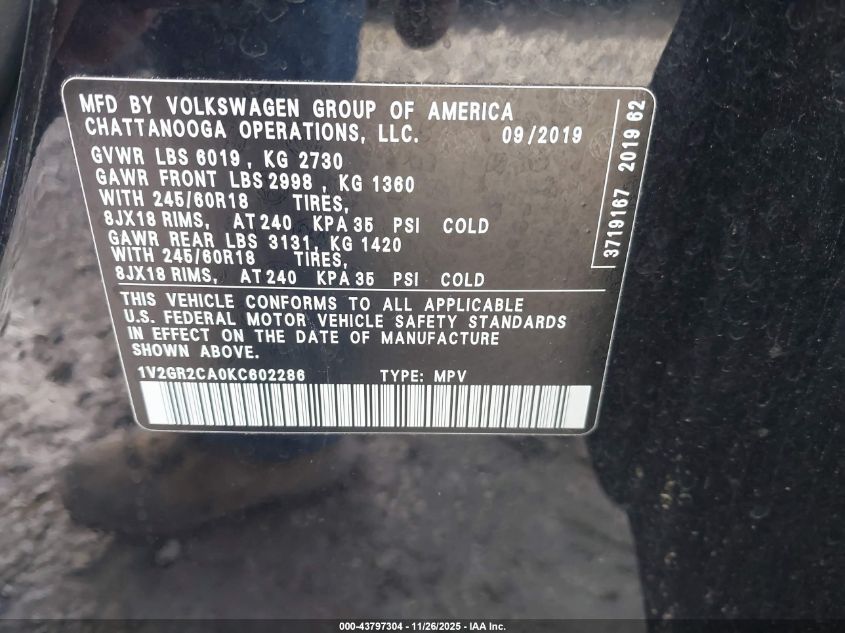 MFD BY VOLKSWAGEN GROUP OF AMERICA
CHATTANOOGA OPERATIONS, LLC. 09/2019
GVWR LBS 6019, KG 2730
GAWR FRONT LBS 2998, KG 1360
WITH 245/60R18 TIRES,
8JX18 RIMS, AT 240 KPA 35 PSI COLD
GAWR REAR LBS 3131, KG 1420
WITH 245/60R18 TIRES,
8JX18 RIMS, AT 240 KPA 35 PSI COLD
THIS VEHICLE CONFORMS TO ALL APPLICABLE
U.S. FEDERAL MOTOR VEHICLE SAFETY STANDARDS
IN EFFECT ON THE DATE OF MANUFACTURE
SHOWN ABOVE.
1V2GR2CA0KC602286 TYPE: MPV
3719167 2019 62
000-43797304 — 11/26/2025 — IAA Inc.